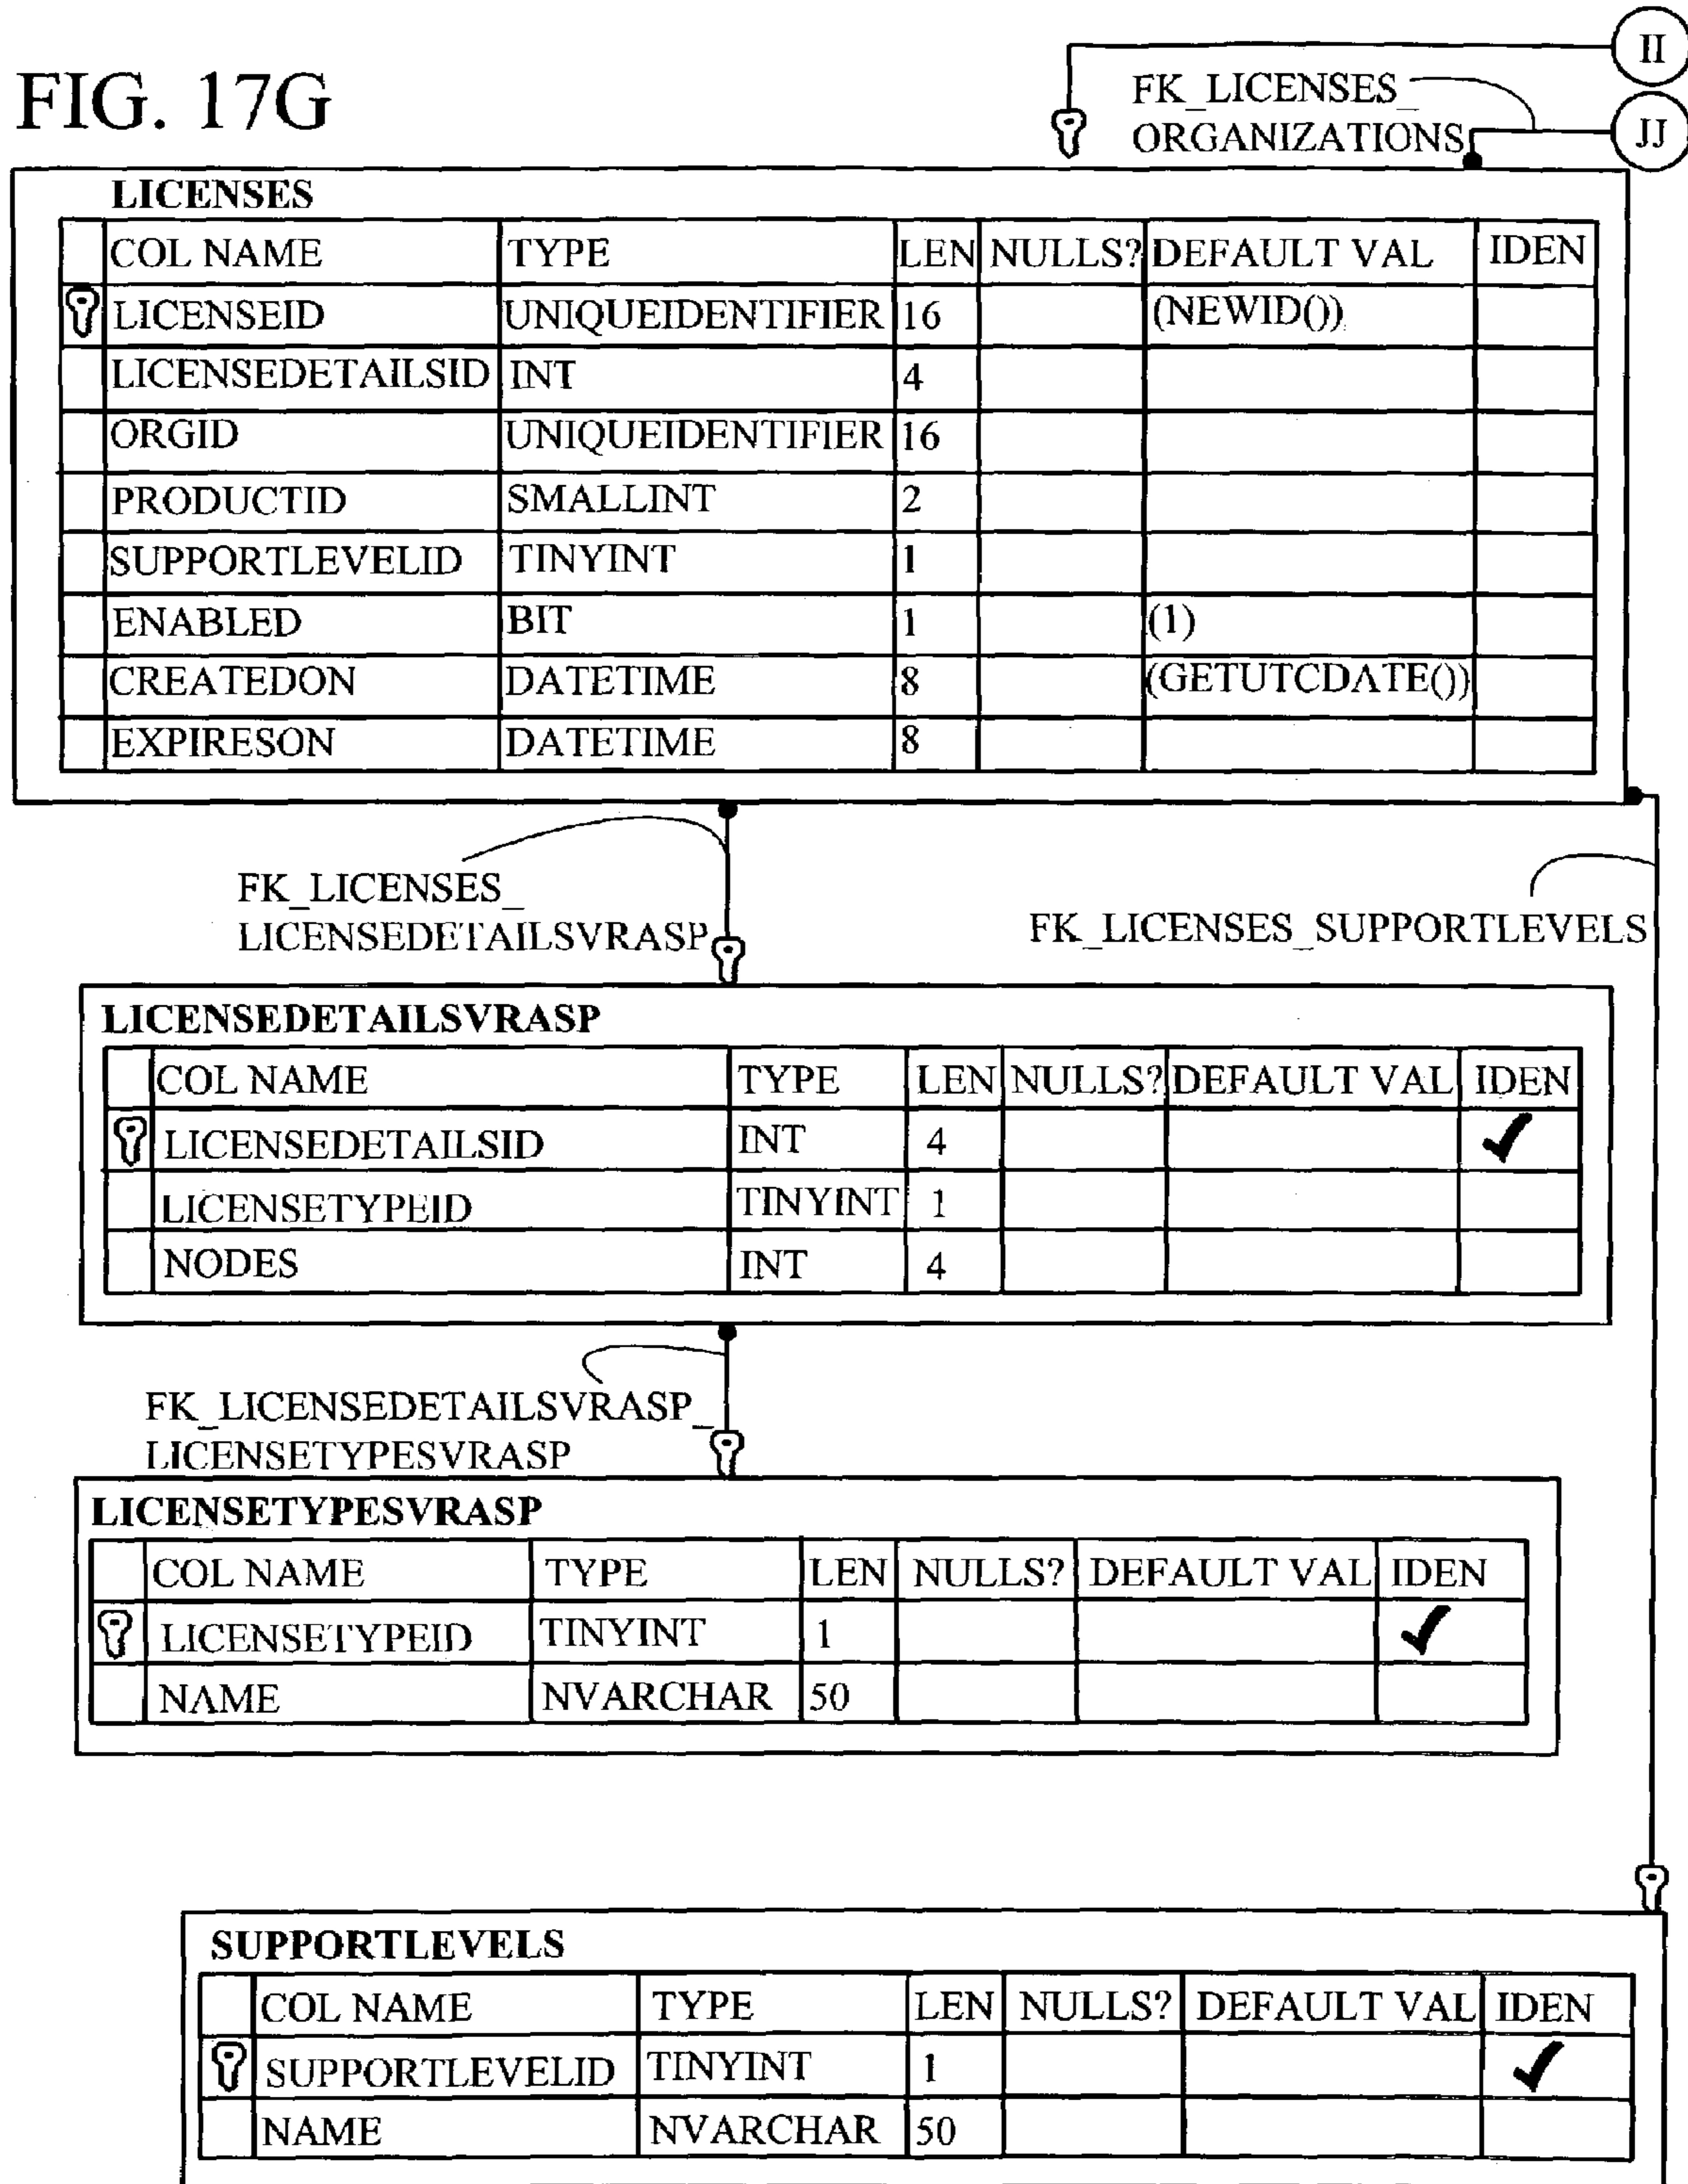 FIG. 17G
II
FK_LICENSES_
ORGANIZATIONS
JJ
LICENSES
COL NAME TYPE LEN NULLS? DEFAULT VAL IDEN
LICENSEID UNIQUEIDENTIFIER 16 (NEWID())
LICENSEDETAILSID INT 4
ORGID UNIQUEIDENTIFIER 16
PRODUCTID SMALLINT 2
SUPPORTLEVELID TINYINT 1
ENABLED BIT 1 (1)
CREATEDON DATETIME 8 (GETUTCDATE())
EXPIRESON DATETIME 8
FK_LICENSES_
LICENSEDETAILSVRASP
FK_LICENSES_SUPPORTLEVELS
LICENSEDETAILSVRASP
COL NAME TYPE LEN NULLS? DEFAULT VAL IDEN
LICENSEDETAILSID INT 4 ✓
LICENSETYPEID TINYINT 1
NODES INT 4
FK_LICENSEDETAILSVRASP_
LICENSETYPESVRASP
LICENSETYPESVRASP
COL NAME TYPE LEN NULLS? DEFAULT VAL IDEN
LICENSETYPEID TINYINT 1 ✓
NAME NVARCHAR 50
SUPPORTLEVELS
COL NAME TYPE LEN NULLS? DEFAULT VAL IDEN
SUPPORTLEVELID TINYINT 1 ✓
NAME NVARCHAR 50